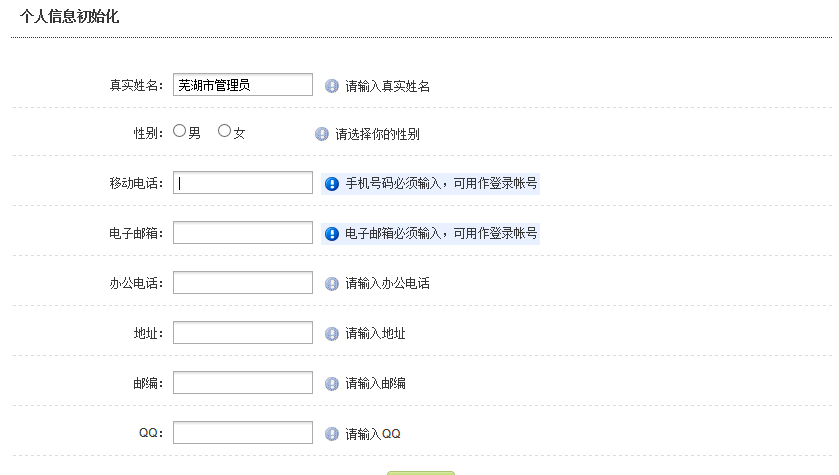 个人信息初始化
真实姓名： 芜湖市管理员 请输入真实姓名
性别： 男 女 请选择你的性别
移动电话： 手机号码必须输入，可用作登录帐号
电子邮箱： 电子邮箱必须输入，可用作登录帐号
办公电话： 请输入办公电话
地址： 请输入地址
邮编： 请输入邮编
QQ： 请输入QQ